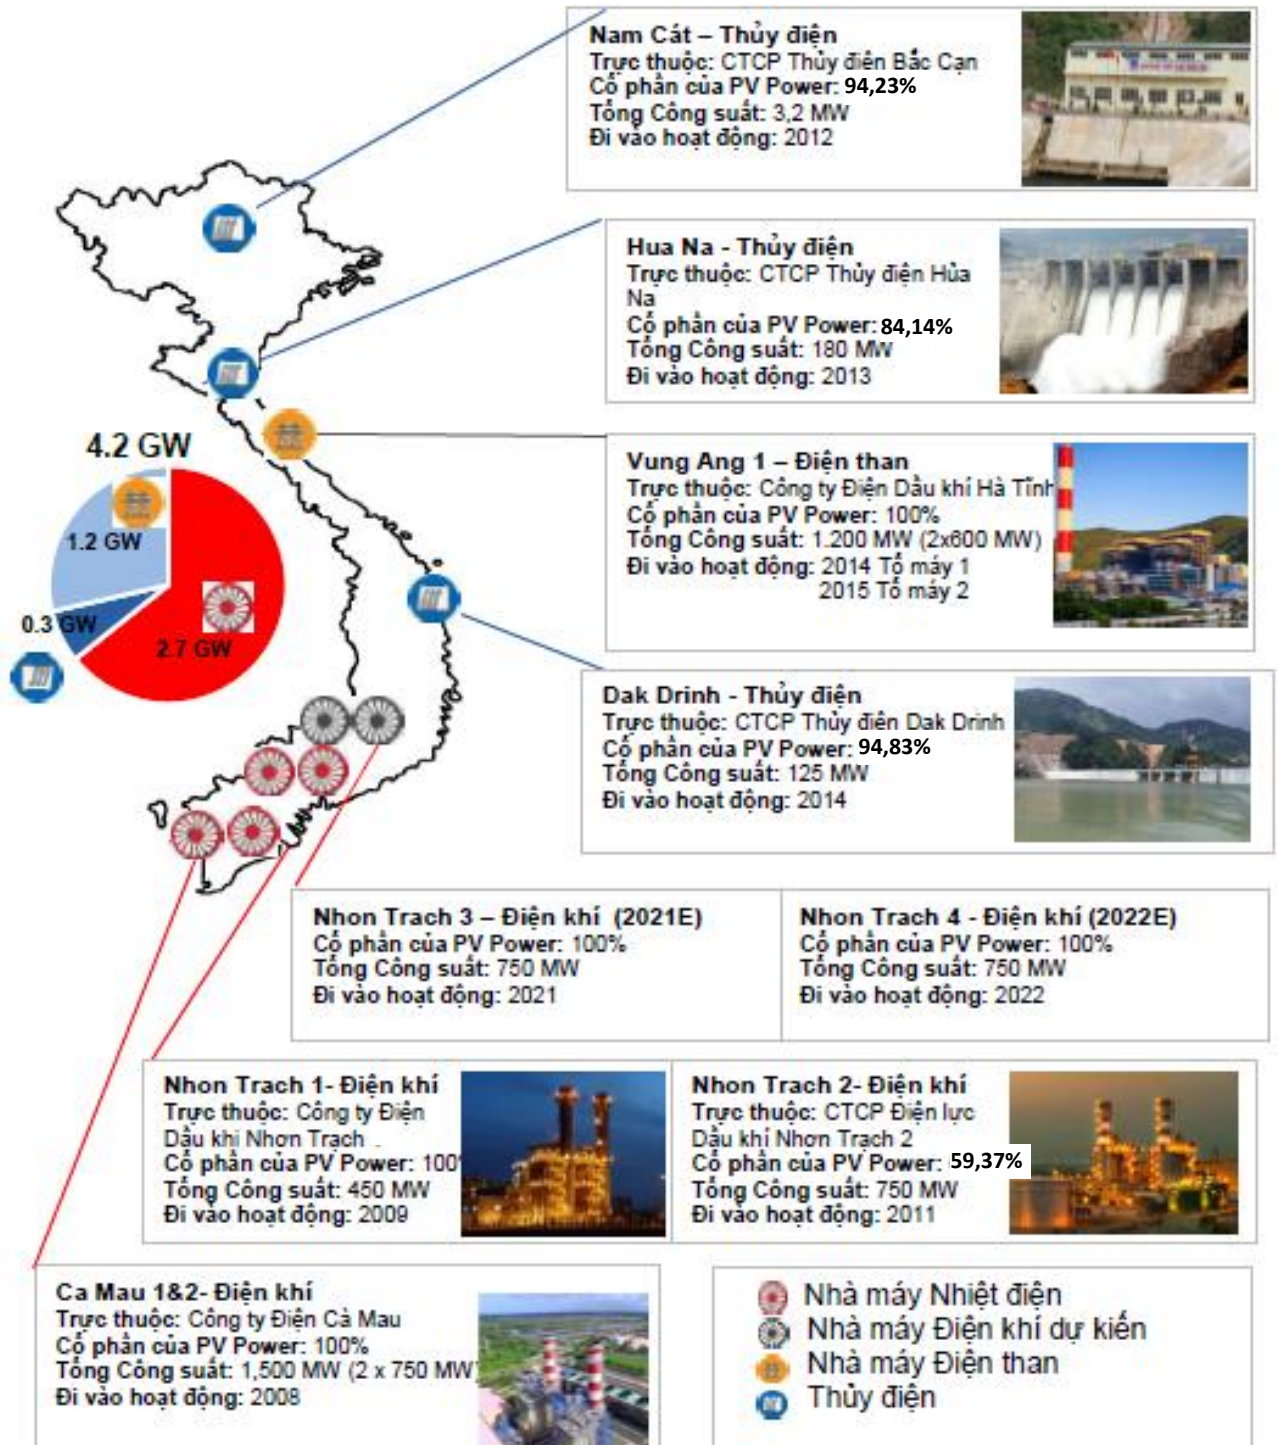 Nam Cát – Thủy điện
Trực thuộc: CTCP Thủy điện Bắc Cạn
Cổ phần của PV Power: 94,23%
Tổng Công suất: 3,2 MW
Đi vào hoạt động: 2012
Hua Na - Thủy điện
Trực thuộc: CTCP Thủy điện Hủa
Na
Cổ phần của PV Power: 84,14%
Tổng Công suất: 180 MW
Đi vào hoạt động: 2013
4.2 GW
1.2 GW
0.3 GW
2.7 GW
Vung Ang 1 – Điện than
Trực thuộc: Công ty Điện Dầu khí Hà Tĩnh
Cổ phần của PV Power: 100%
Tổng Công suất: 1.200 MW (2x600 MW)
Đi vào hoạt động: 2014 Tổ máy 1
2015 Tổ máy 2
Dak Drinh - Thủy điện
Trực thuộc: CTCP Thủy điện Dak Drinh
Cổ phần của PV Power: 94,83%
Tổng Công suất: 125 MW
Đi vào hoạt động: 2014
Nhon Trach 3 – Điện khí (2021E)
Cổ phần của PV Power: 100%
Tổng Công suất: 750 MW
Đi vào hoạt động: 2021
Nhon Trach 4 - Điện khí (2022E)
Cổ phần của PV Power: 100%
Tổng Công suất: 750 MW
Đi vào hoạt động: 2022
Nhon Trach 1- Điện khí
Trực thuộc: Công ty Điện
Dầu khi Nhơn Trạch
Cổ phần của PV Power: 100
Tổng Công suất: 450 MW
Đi vào hoạt động: 2009
Nhon Trach 2- Điện khí
Trực thuộc: CTCP Điện lực
Dầu khí Nhơn Trạch 2
Cổ phần của PV Power: 59,37%
Tổng Công suất: 750 MW
Đi vào hoạt động: 2011
Ca Mau 1&2- Điện khí
Trực thuộc: Công ty Điện Cà Mau
Cổ phần của PV Power: 100%
Tổng Công suất: 1,500 MW (2 x 750 MW
Đi vào hoạt động: 2008
Nhà máy Nhiệt điện
Nhà máy Điện khí dự kiến
Nhà máy Điện than
Thủy điện